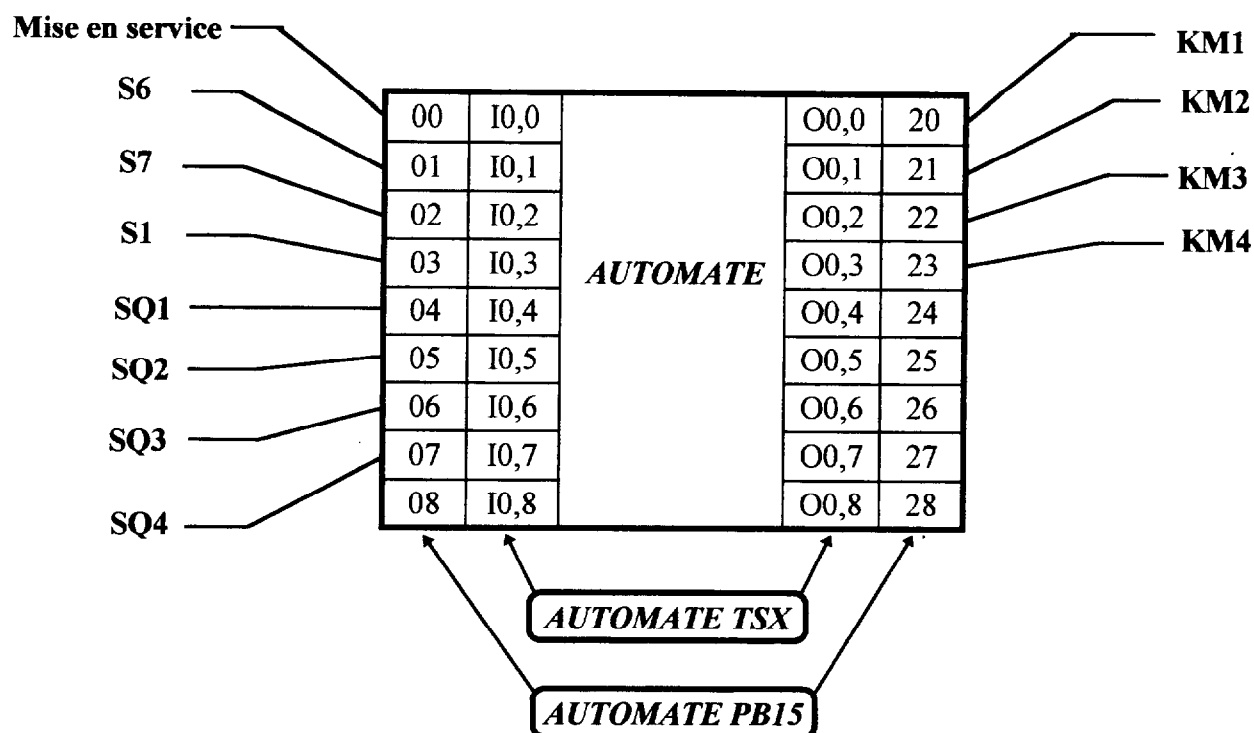 Mise en service
S6
S7
S1
SQ1
SQ2
SQ3
SQ4
00 I0,0
01 I0,1
02 I0,2
03 I0,3
04 I0,4
05 I0,5
06 I0,6
07 I0,7
08 I0,8
AUTOMATE
O0,0 20
O0,1 21
O0,2 22
O0,3 23
O0,4 24
O0,5 25
O0,6 26
O0,7 27
O0,8 28
KM1
KM2
KM3
KM4
AUTOMATE TSX
AUTOMATE PB15